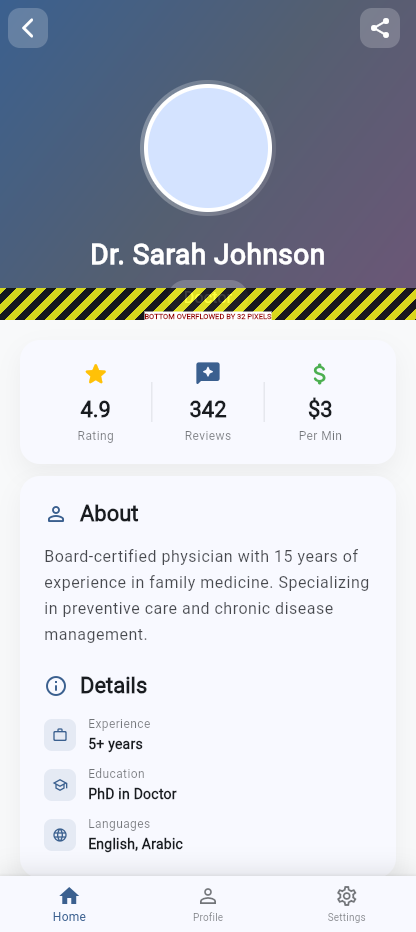 Dr. Sarah Johnson
BOTTOM OVERFLOWED BY 32 PIXELS
4.9
342
$3
Rating
Reviews
Per Min
About
Board-certified physician with 15 years of
experience in family medicine. Specializing
in preventive care and chronic disease
management.
Details
Experience
5+ years
Education
PhD in Doctor
Languages
English, Arabic
Home
Profile
Settings